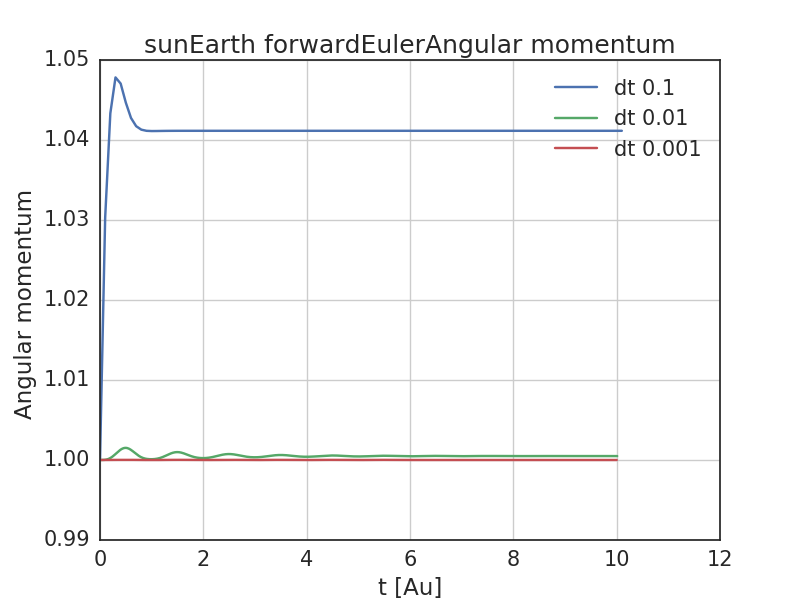 sunEarth forwardEulerAngular momentum
1.05
1.04
1.03
1.02
1.01
1.00
0.99
Angular momentum
dt 0.1
dt 0.01
dt 0.001
0 2 4 6 8 10 12
t [Au]